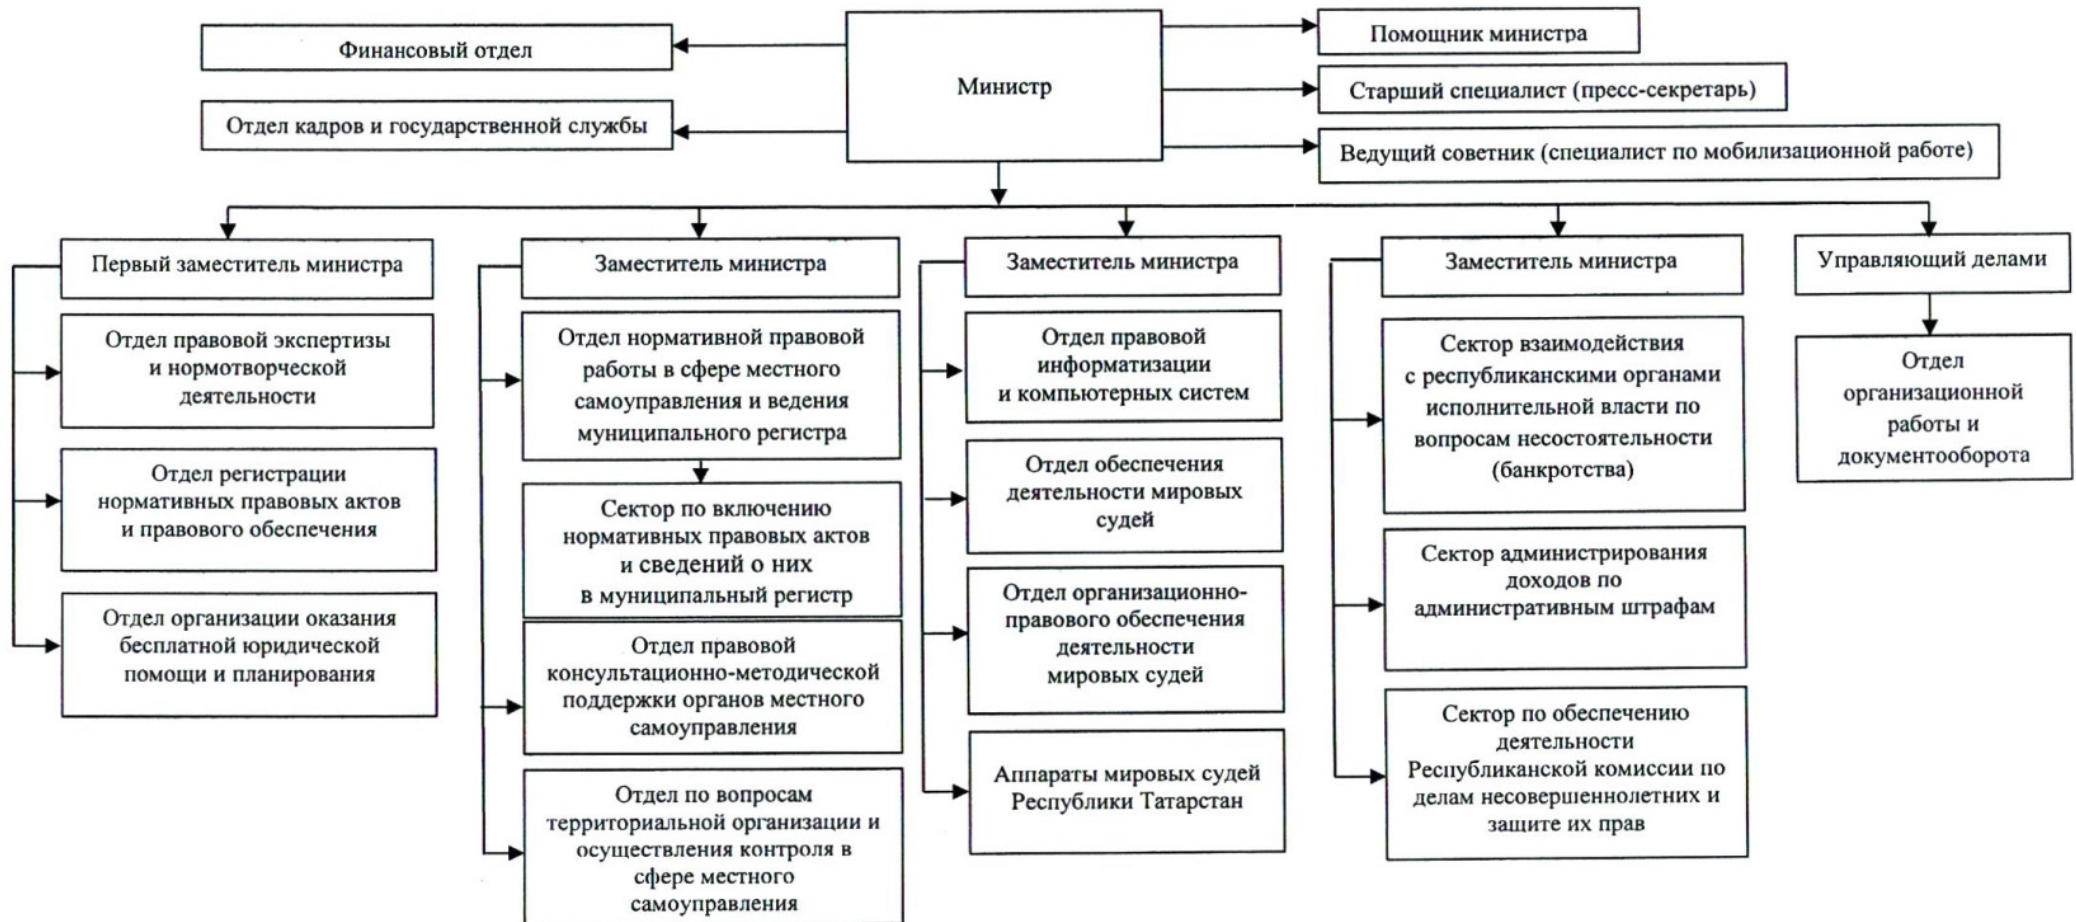 Финансовый отдел
Отдел кадров и государственной службы
Министр
Помощник министра
Старший специалист (пресс-секретарь)
Ведущий советник (специалист по мобилизационной работе)
Первый заместитель министра
Отдел правовой экспертизы
и нормотворческой
деятельности
Отдел регистрации
нормативных правовых актов
и правового обеспечения
Отдел организации оказания
бесплатной юридической
помощи и планирования
Заместитель министра
Отдел нормативной правовой
работы в сфере местного
самоуправления и ведения
муниципального регистра
Сектор по включению
нормативных правовых актов
и сведений о них
в муниципальный регистр
Отдел правовой
консультационно-методической
поддержки органов местного
самоуправления
Отдел по вопросам
территориальной организации и
осуществления контроля в
сфере местного
самоуправления
Заместитель министра
Отдел правовой
информатизации
и компьютерных систем
Отдел обеспечения
деятельности мировых
судей
Отдел организационно-
правового обеспечения
деятельности
мировых судей
Аппараты мировых судей
Республики Татарстан
Заместитель министра
Сектор взаимодействия
с республиканскими органами
исполнительной власти по
вопросам несостоятельности
(банкротства)
Сектор администрирования
доходов по
административным штрафам
Сектор по обеспечению
деятельности
Республиканской комиссии по
делам несовершеннолетних и
защите их прав
Управляющий делами
Отдел
организационной
работы и
документооборота